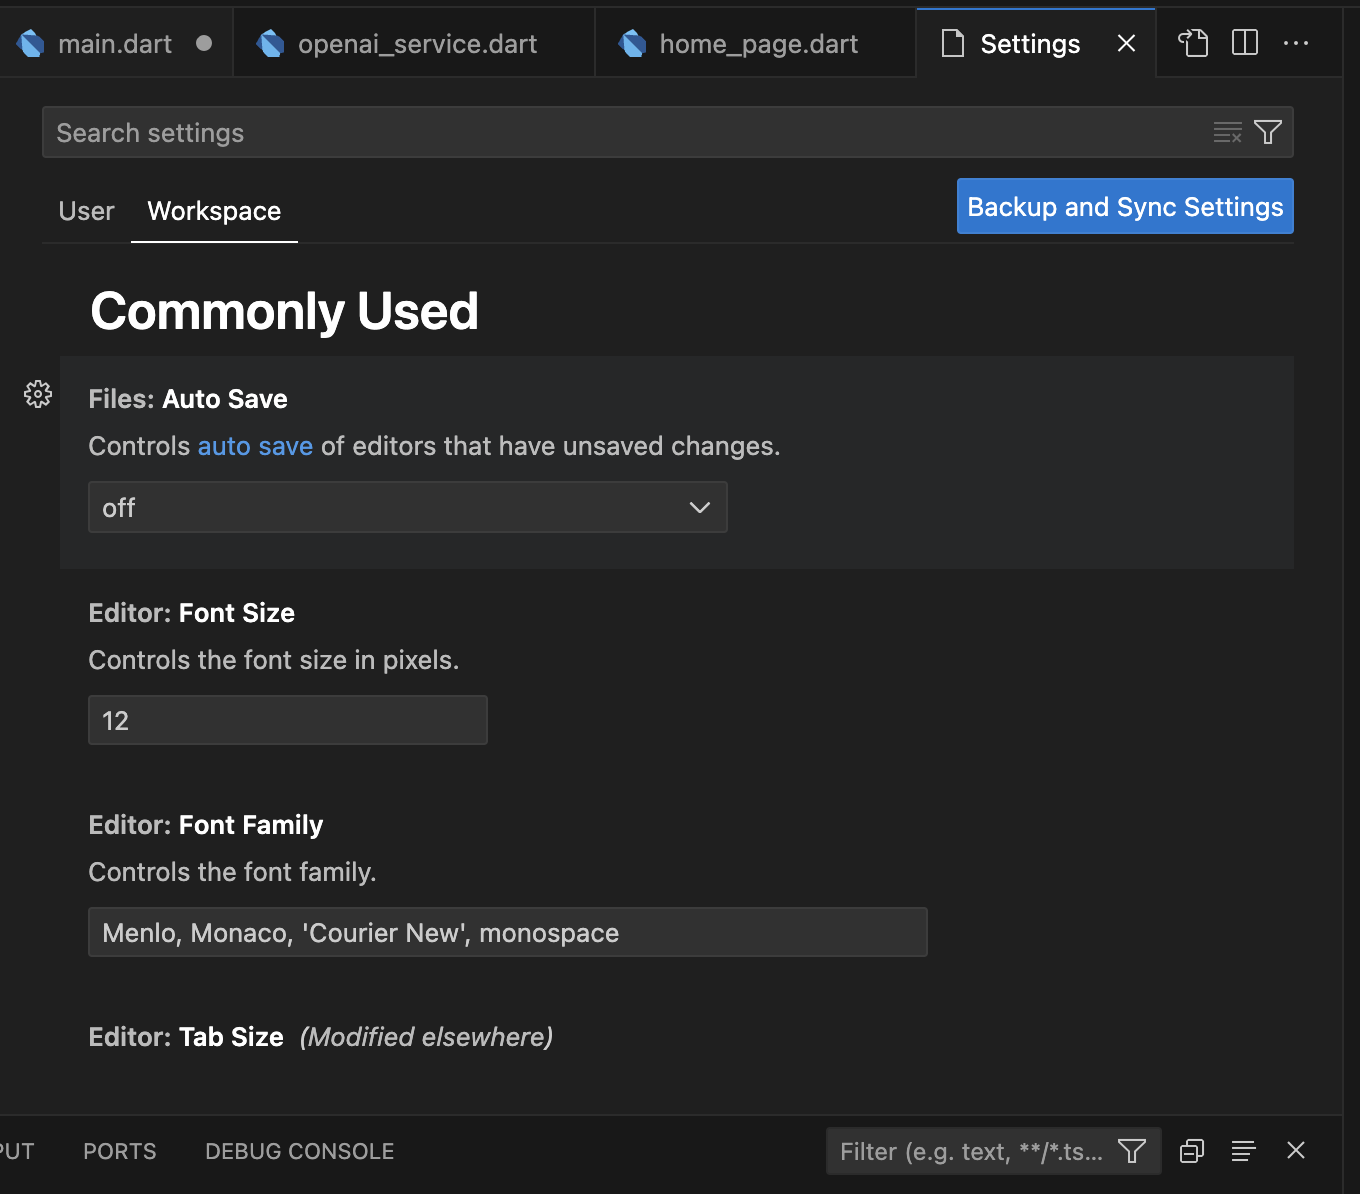 main.dart
openai_service.dart
home_page.dart
Settings
Search settings
User
Workspace
Backup and Sync Settings
Commonly Used
Files: Auto Save
Controls auto save of editors that have unsaved changes.
off
Editor: Font Size
Controls the font size in pixels.
12
Editor: Font Family
Controls the font family.
Menlo, Monaco, 'Courier New', monospace
Editor: Tab Size (Modified elsewhere)
PUT
PORTS
DEBUG CONSOLE
Filter (e.g. text, **/*.ts...